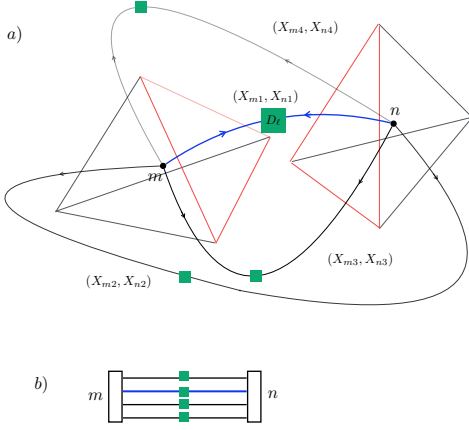 a)
(X_{m4}, X_{n4})
(X_{m1}, X_{n1})
D_ℓ
n
m
(X_{m3}, X_{n3})
(X_{m2}, X_{n2})
b)
m
n